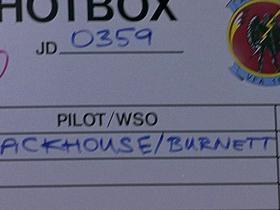 HOTBOX
JD 0359
PILOT/WSO
ACKHOUSE/BURNETT